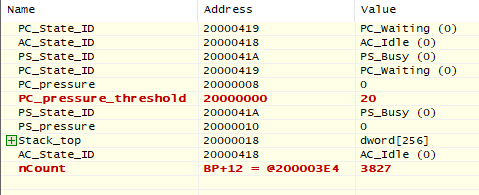 Name Address Value
PC_State_ID 20000419 PC_Waiting (0)
AC_State_ID 20000418 AC_Idle (0)
PS_State_ID 2000041A PS_Busy (0)
PC_State_ID 20000419 PC_Waiting (0)
PC_pressure 20000008 0
PC_pressure_threshold 20000000 20
PS_State_ID 2000041A PS_Busy (0)
PS_pressure 20000010 0
Stack_top 20000018 dword[256]
AC_State_ID 20000418 AC_Idle (0)
nCount BP+12 = @200003E4 3827